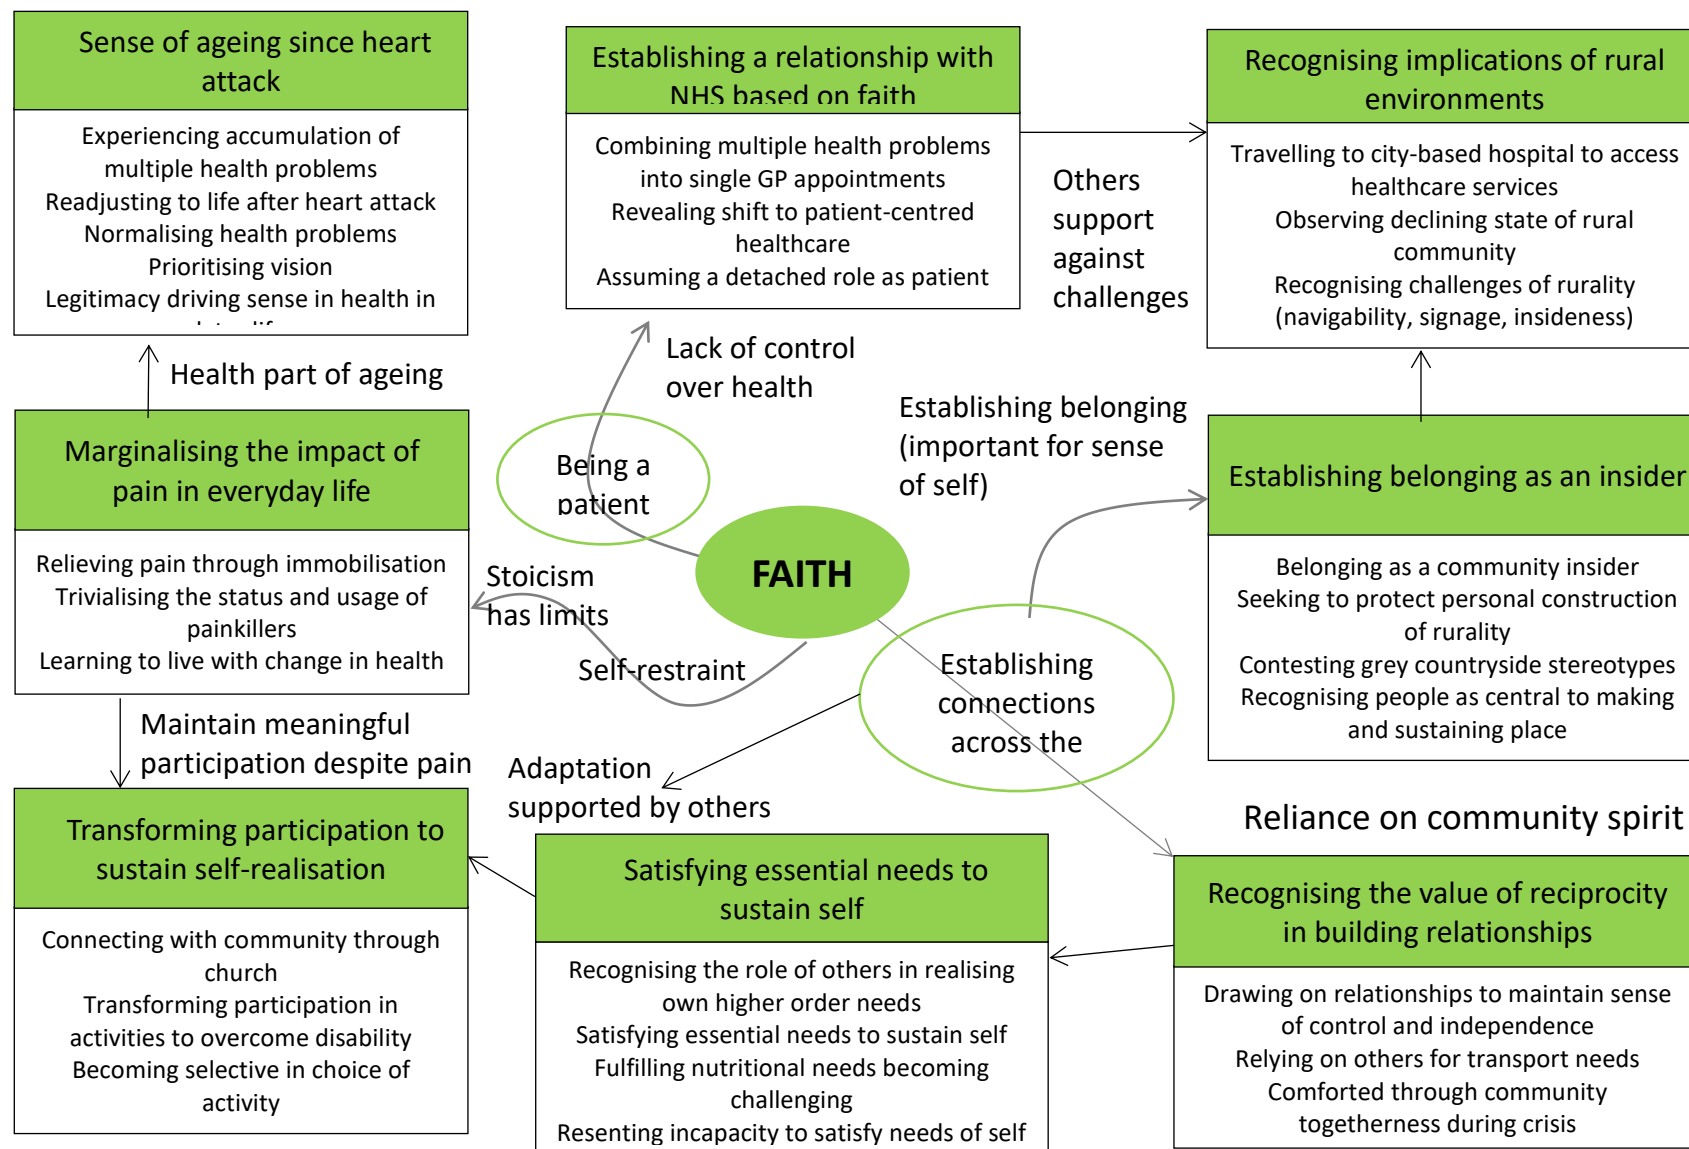 Sense of ageing since heart
attack
Experiencing accumulation of
multiple health problems
Readjusting to life after heart attack
Normalising health problems
Prioritising vision
Legitimacy driving sense in health in
Establishing a relationship with
NHS based on faith
Combining multiple health problems
into single GP appointments
Revealing shift to patient-centred
healthcare
Assuming a detached role as patient
Recognising implications of rural
environments
Travelling to city-based hospital to access
healthcare services
Observing declining state of rural
community
Recognising challenges of rurality
(navigability, signage, insideness)
Others
support
against
challenges
Health part of ageing
Lack of control
over health
Establishing belonging
(important for sense
of self)
Marginalising the impact of
pain in everyday life
Relieving pain through immobilisation
Trivialising the status and usage of
painkillers
Learning to live with change in health
Being a
patient
FAITH
Stoicism
has limits
Self-restraint
Establishing
connections
across the
Establishing belonging as an insider
Belonging as a community insider
Seeking to protect personal construction
of rurality
Contesting grey countryside stereotypes
Recognising people as central to making
and sustaining place
Maintain meaningful
participation despite pain
Adaptation
supported by others
Reliance on community spirit
Transforming participation to
sustain self-realisation
Connecting with community through
church
Transforming participation in
activities to overcome disability
Becoming selective in choice of
activity
Satisfying essential needs to
sustain self
Recognising the role of others in realising
own higher order needs
Satisfying essential needs to sustain self
Fulfilling nutritional needs becoming
challenging
Resenting incapacity to satisfy needs of self
Recognising the value of reciprocity
in building relationships
Drawing on relationships to maintain sense
of control and independence
Relying on others for transport needs
Comforted through community
togetherness during crisis